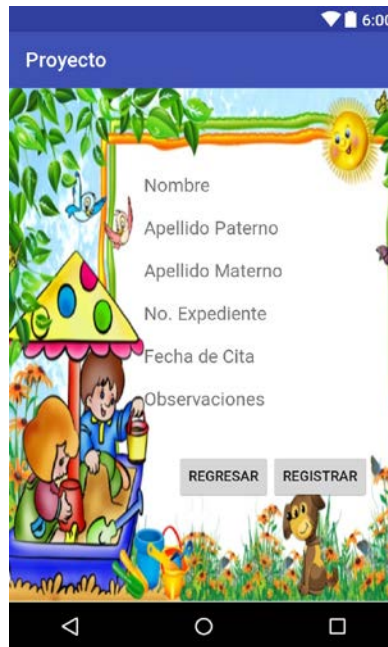 6:00
Proyecto
Nombre
Apellido Paterno
Apellido Materno
No. Expediente
Fecha de Cita
Observaciones
REGRESAR REGISTRAR